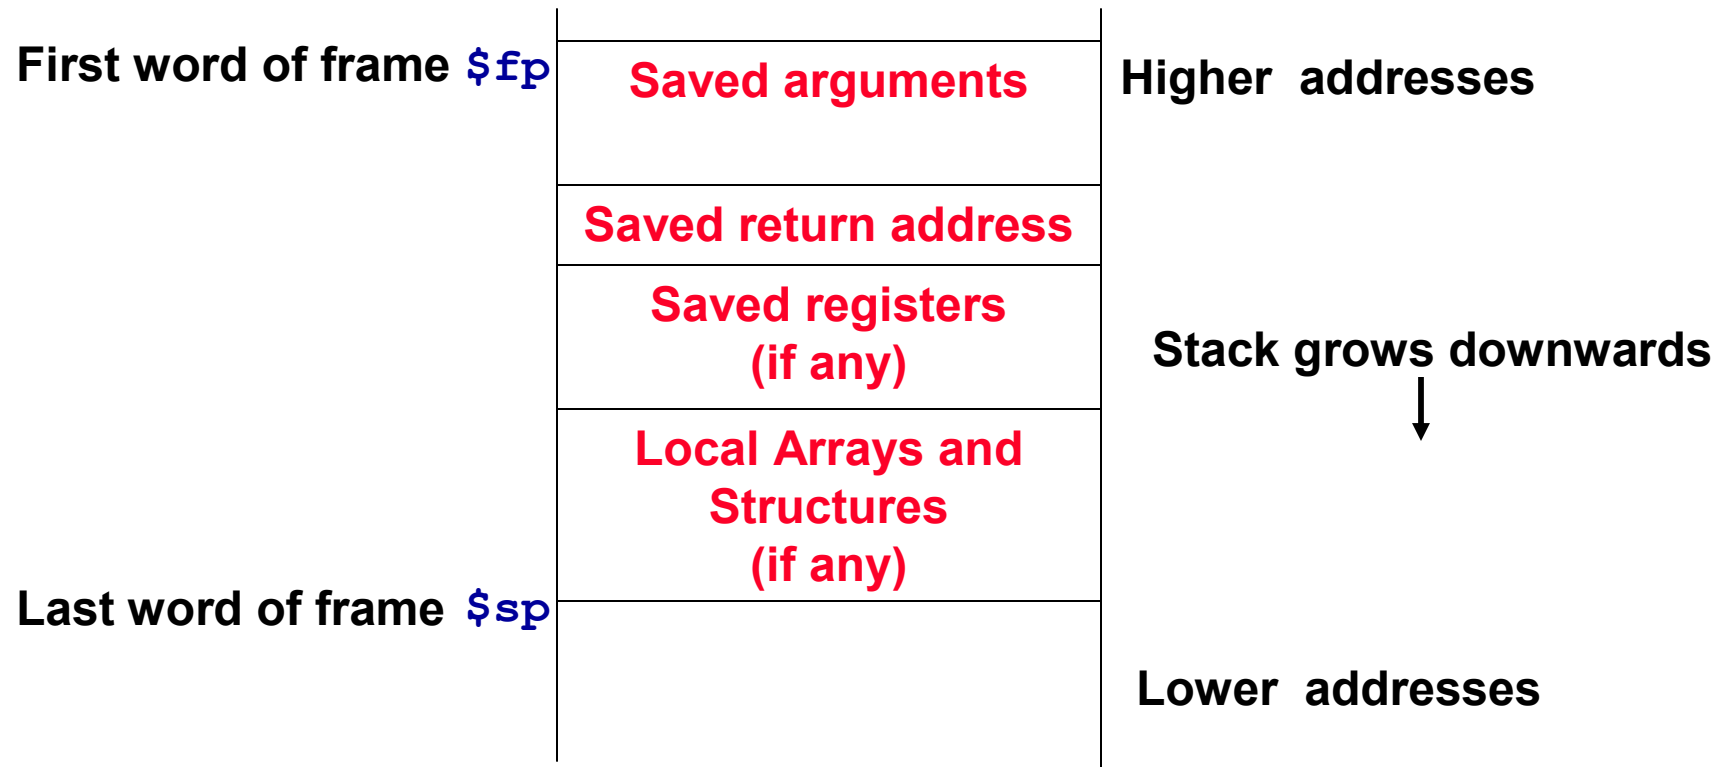 First word of frame $fp
Saved arguments
Higher addresses
Saved return address
Saved registers
(if any)
Stack grows downwards
Local Arrays and
Structures
(if any)
Last word of frame $sp
Lower addresses